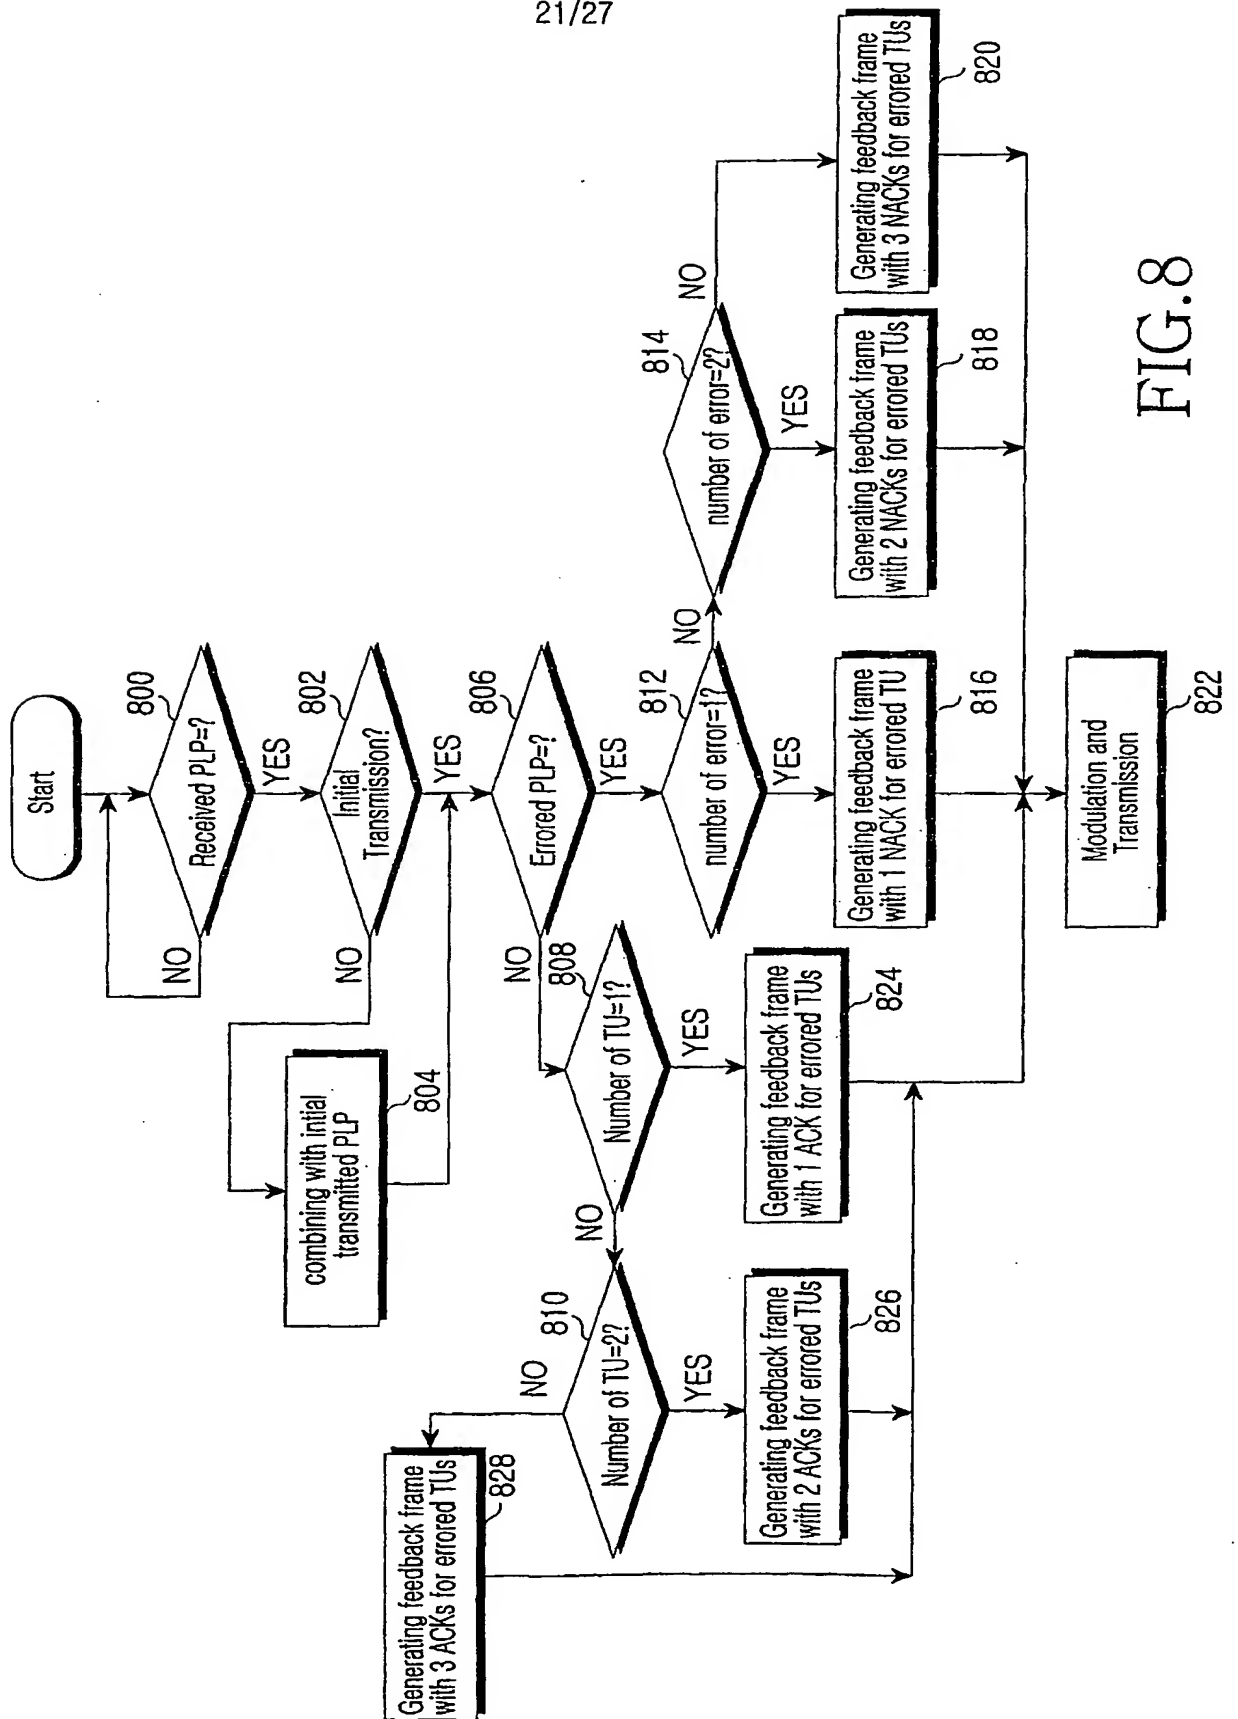 21/27
Start
800
Received PLP=?
NO
YES
802
Initial
Transmission?
NO
YES
combining with intial
transmitted PLP
804
806
Errored PLP=?
NO
YES
808
Number of TU=1?
NO
YES
810
Number of TU=2?
NO
YES
812
number of error=1?
NO
YES
814
number of error=2?
NO
YES
Generating feedback frame
with 3 ACKs for errored TUs
828
Generating feedback frame
with 2 ACKs for errored TUs
826
Generating feedback frame
with 1 ACK for errored TUs
824
Generating feedback frame
with 1 NACK for errored TU
816
Generating feedback frame
with 2 NACKs for errored TUs
818
Generating feedback frame
with 3 NACKs for errored TUs
820
Modulation and
Transmission
822
FIG.8